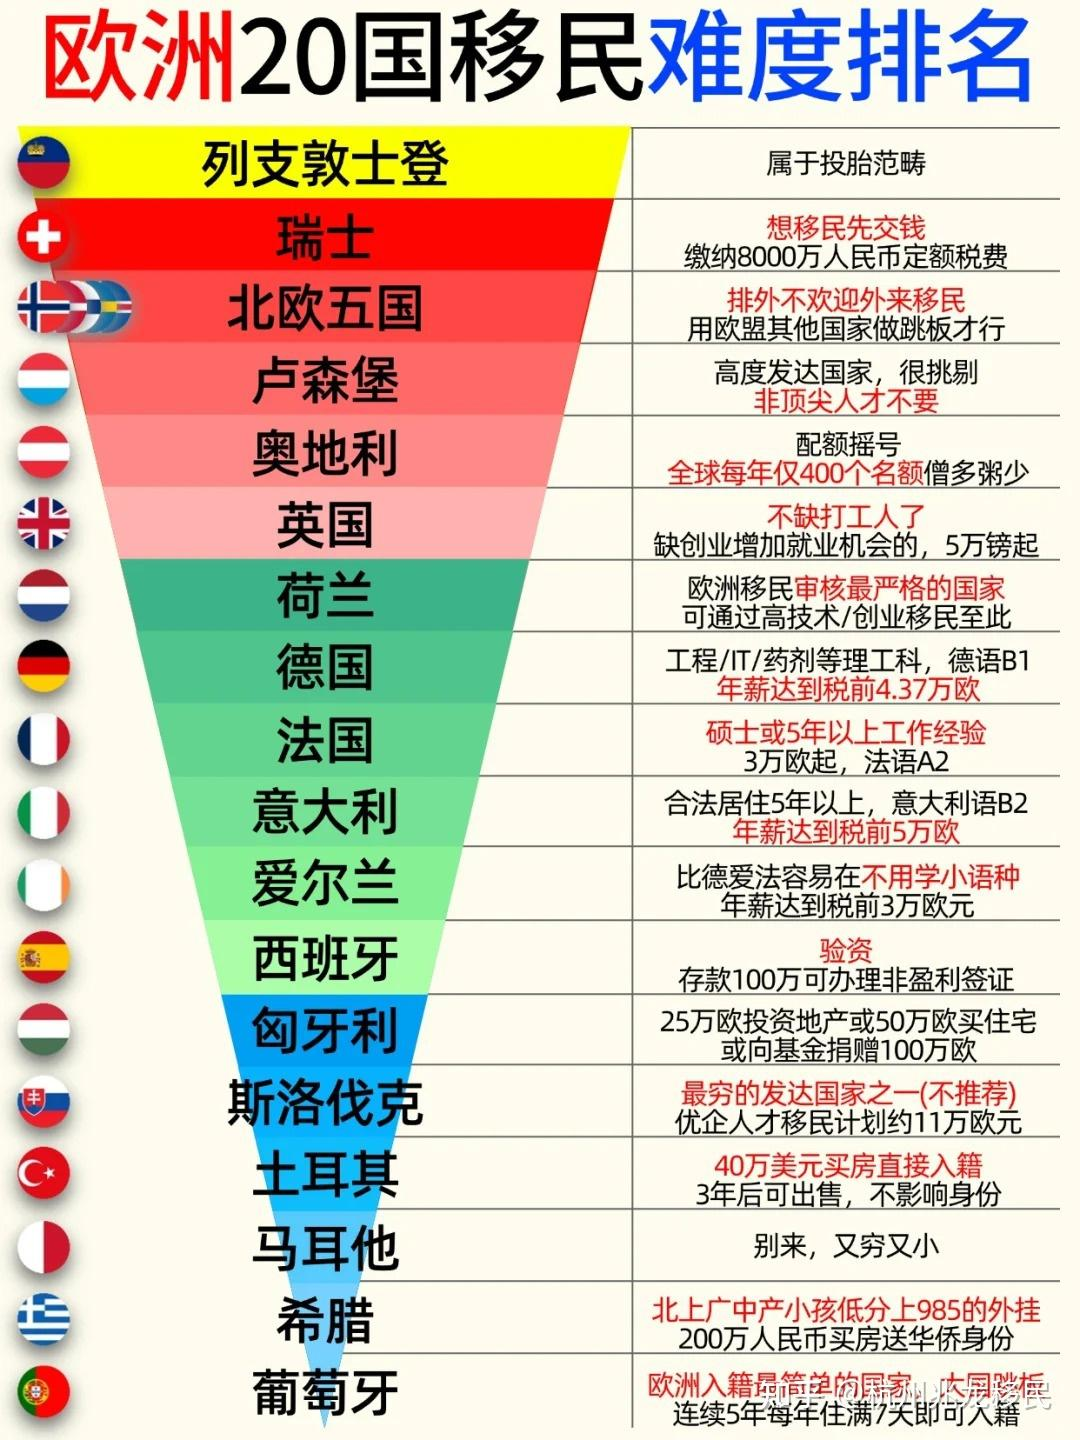 欧洲20国移民难度排名
列支敦士登
属于投胎范畴
瑞士
想移民先交钱
缴纳8000万人民币定额税费
北欧五国
排外不欢迎外来移民
用欧盟其他国家做跳板才行
卢森堡
高度发达国家，很挑剔
非顶尖人才不要
奥地利
配额摇号
全球每年仅400个名额僧多粥少
英国
不缺打工人了
缺创业增加就业机会的，5万镑起
荷兰
欧洲移民审核最严格的国家
可通过高技术/创业移民至此
德国
工程/IT/药剂等理工科，德语B1
年薪达到税前4.37万欧
法国
硕士或5年以上工作经验
3万欧起，法语A2
意大利
合法居住5年以上，意大利语B2
年薪达到税前5万欧
爱尔兰
比德爱法容易在不用学小语种
年薪达到税前3万欧元
西班牙
验资
存款100万可办理非盈利签证
匈牙利
25万欧投资地产或50万欧买住宅
或向基金捐赠100万欧
斯洛伐克
最穷的发达国家之一(不推荐)
优企人才移民计划约11万欧元
土耳其
40万美元买房直接入籍
3年后可出售，不影响身份
马耳他
别来，又穷又小
希腊
北上广中产小孩低分上985的外挂
200万人民币买房送华侨身份
葡萄牙
欧洲入籍最简单的国家，大国跳板
连续5年每年住满7天即可入籍
知乎 @杭州兆龙移民